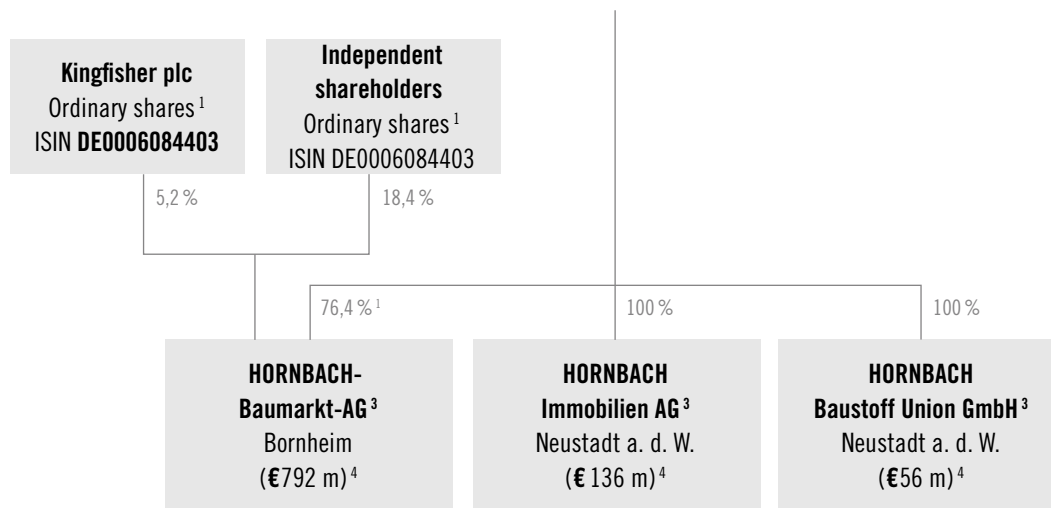 Kingfisher plc
Ordinary shares 1
ISIN DE0006084403
Independent
shareholders
Ordinary shares 1
ISIN DE0006084403
5,2 %
18,4 %
76,4 % 1
100 %
100 %
HORNBACH-
Baumarkt-AG 3
Bornheim
(€792 m) 4
HORNBACH
Immobilien AG 3
Neustadt a. d. W.
(€ 136 m) 4
HORNBACH
Baustoff Union GmbH 3
Neustadt a. d. W.
(€56 m) 4